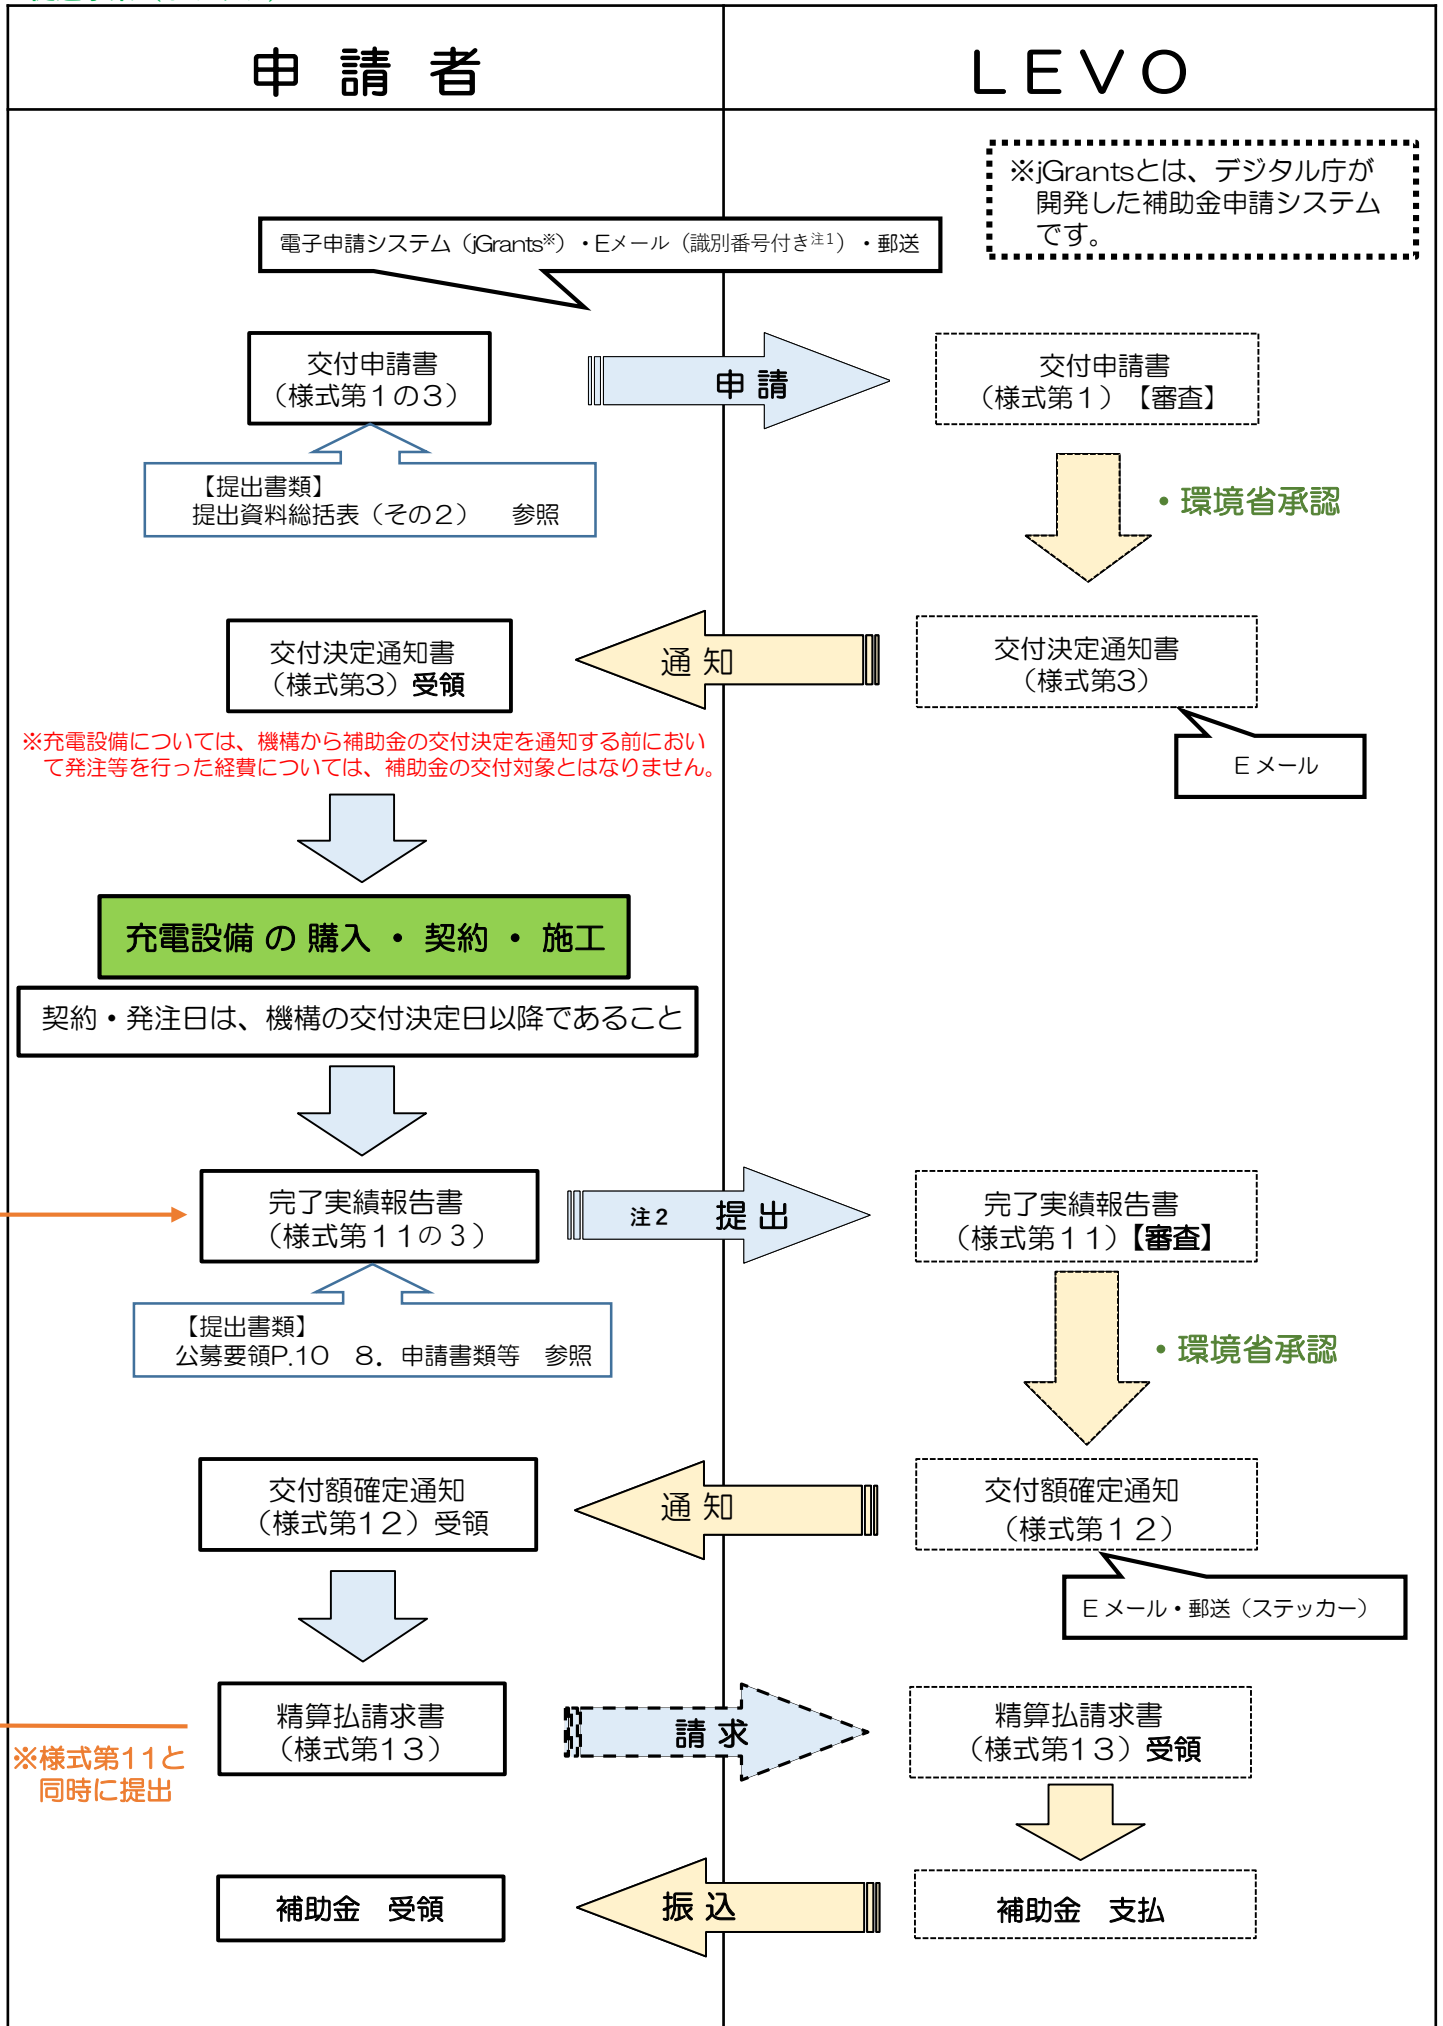 申請者
LEVO
※jGrantsとは、デジタル庁が
開発した補助金申請システム
です。
電子申請システム（jGrants※）・Eメール（識別番号付き注1）・郵送
交付申請書
（様式第１の３）
申請
交付申請書
（様式第１）【審査】
【提出書類】
提出資料総括表（その２） 参照
・環境省承認
交付決定通知書
（様式第3）受領
通知
交付決定通知書
（様式第3）
※充電設備については、機構から補助金の交付決定を通知する前におい
て発注等を行った経費については、補助金の交付対象とはなりません。
Eメール
充電設備 の 購入 ・ 契約 ・ 施工
契約・発注日は、機構の交付決定日以降であること
完了実績報告書
（様式第11の３）
注２ 提出
完了実績報告書
（様式第１１）【審査】
【提出書類】
公募要領P.10 ８．申請書類等 参照
・環境省承認
交付額確定通知
（様式第１２）受領
通知
交付額確定通知
（様式第１２）
Eメール・郵送（ステッカー）
精算払請求書
（様式第13）
請求
精算払請求書
（様式第13）受領
※様式第11と
同時に提出
補助金 受領
振込
補助金 支払